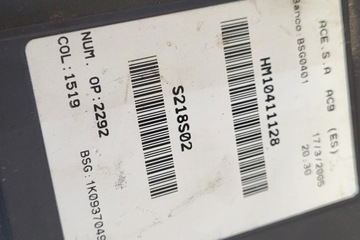 ACE.S.A AC9 (ES)
Banco BSG0401 17/3/2005
20:30
HM10411128
S218S02
NUM. OP:2292
COL:1519 BSG:1K0937049